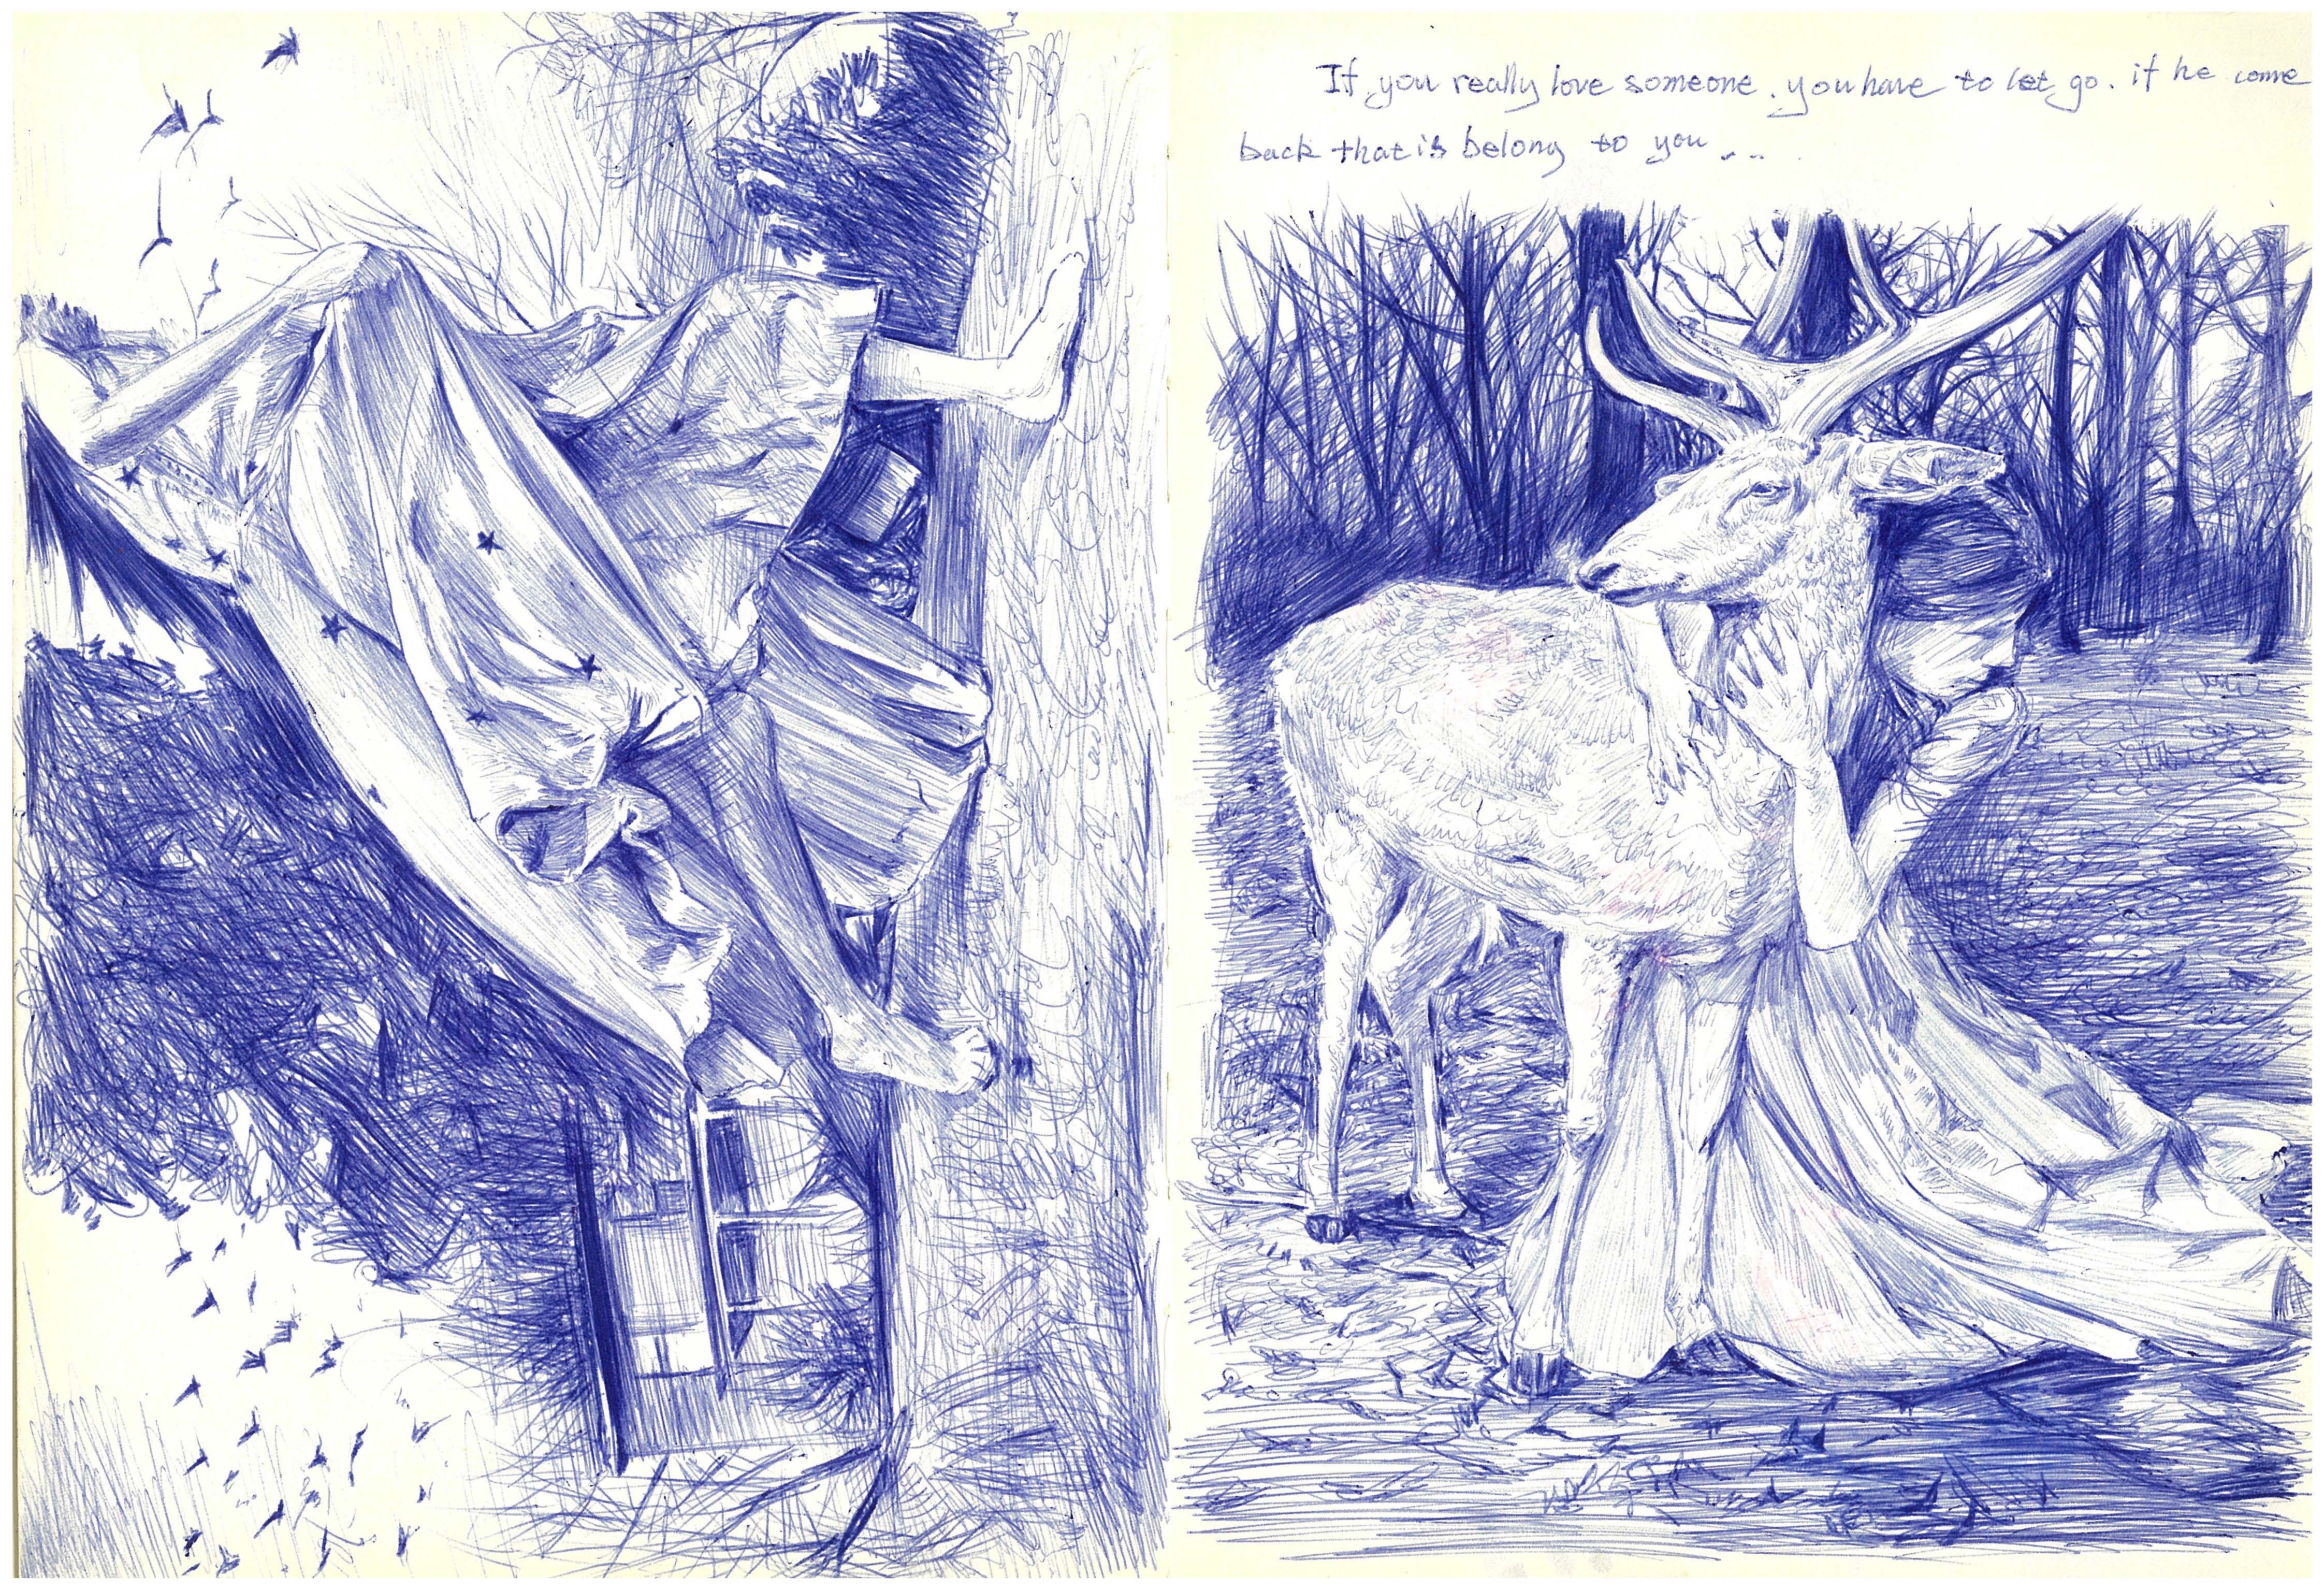 If you really love someone. you have to let go. if he come
back that is belong to you ...